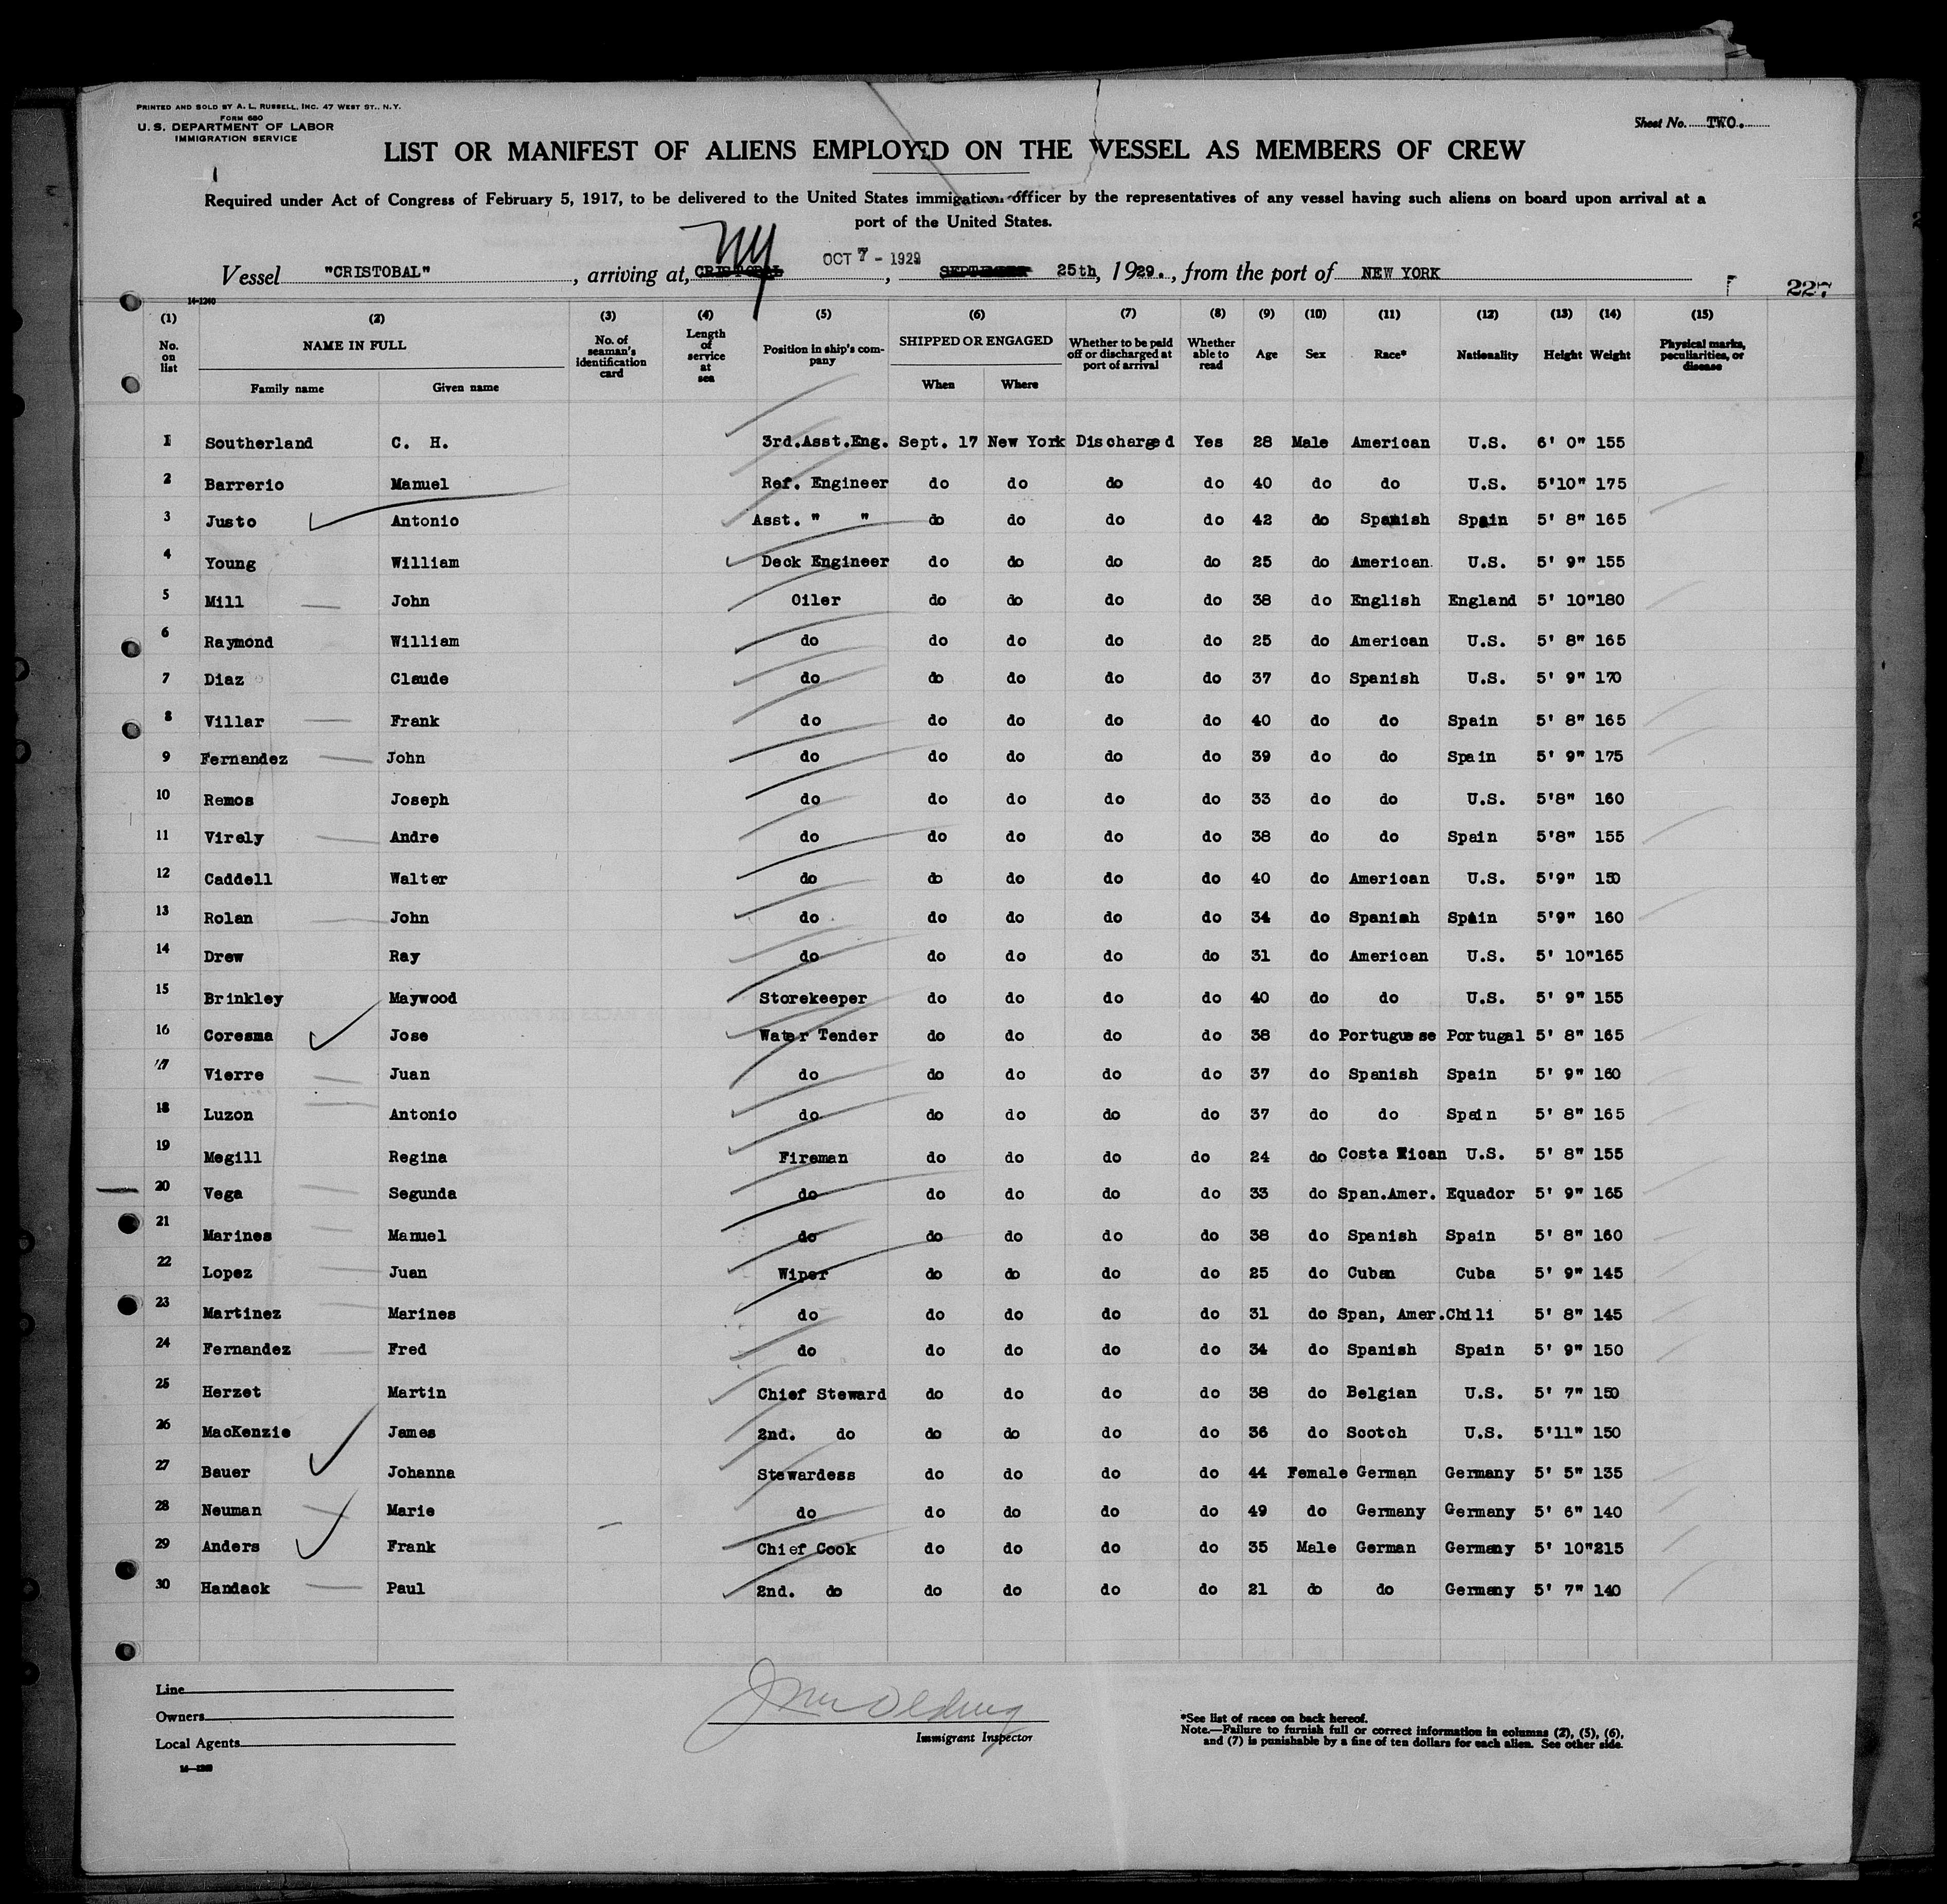 PRINTED AND SOLD BY A. L. RUSSELL, INC. 47 WEST ST., N.Y.
FORM 680
U. S. DEPARTMENT OF LABOR
IMMIGRATION SERVICE
Sheet No. TWO.
LIST OR MANIFEST OF ALIENS EMPLOYED ON THE VESSEL AS MEMBERS OF CREW
Required under Act of Congress of February 5, 1917, to be delivered to the United States immigration officer by the representatives of any vessel having such aliens on board upon arrival at a
port of the United States.
Vessel "CRISTOBAL", arriving at CRISTOBAL NY OCT 7 - 1929, SEPTEMBER 25th, 1929., from the port of NEW YORK
227
14-1240
(1) (2) (3) (4) (5) (6) (7) (8) (9) (10) (11) (12) (13) (14) (15)
No. on list NAME IN FULL Family name Given name No. of seaman's identification card Length of service at sea Position in ship's company SHIPPED OR ENGAGED When Where Whether to be paid off or discharged at port of arrival Whether able to read Age Sex Race* Nationality Height Weight Physical marks, peculiarities, or disease
1 Southerland C. H. 3rd.Asst.Eng. Sept. 17 New York Discharged Yes 28 Male American U.S. 6' 0" 155
2 Barrerio Manuel Ref. Engineer do do do do 40 do do U.S. 5'10" 175
3 Justo Antonio Asst. " " do do do do 42 do Spanish Spain 5' 8" 165
4 Young William Deck Engineer do do do do 25 do American U.S. 5' 9" 155
5 Mill John Oiler do do do do 38 do English England 5' 10" 180
6 Raymond William do do do do do 25 do American U.S. 5' 8" 165
7 Diaz Claude do do do do do 37 do Spanish U.S. 5' 9" 170
8 Villar Frank do do do do do 40 do do Spain 5' 8" 165
9 Fernandez John do do do do do 39 do do Spain 5' 9" 175
10 Remos Joseph do do do do do 33 do do U.S. 5'8" 160
11 Virely Andre do do do do do 38 do do Spain 5'8" 155
12 Caddell Walter do do do do do 40 do American U.S. 5'9" 150
13 Rolan John do do do do do 34 do Spanish Spain 5'9" 160
14 Drew Ray do do do do do 31 do American U.S. 5' 10" 165
15 Brinkley Maywood Storekeeper do do do do 40 do do U.S. 5' 9" 155
16 Coresma Jose Water Tender do do do do 38 do Portuguese Portugal 5' 8" 165
17 Vierre Juan do do do do do 37 do Spanish Spain 5' 9" 160
18 Luzon Antonio do do do do do 37 do do Spain 5' 8" 165
19 Megill Regina Fireman do do do do 24 do Costa Rican U.S. 5' 8" 155
20 Vega Segunda do do do do do 33 do Span.Amer. Equador 5' 9" 165
21 Marines Manuel do do do do do 38 do Spanish Spain 5' 8" 160
22 Lopez Juan Wiper do do do do 25 do Cuban Cuba 5' 9" 145
23 Martinez Marines do do do do do 31 do Span, Amer. Chili 5' 8" 145
24 Fernandez Fred do do do do do 34 do Spanish Spain 5' 9" 150
25 Herzet Martin Chief Steward do do do do 38 do Belgian U.S. 5' 7" 150
26 MacKenzie James 2nd. do do do do do 36 do Scotch U.S. 5'11" 150
27 Bauer Johanna Stewardess do do do do 44 Female German Germany 5' 5" 135
28 Neuman Marie do do do do do 49 do Germany Germany 5' 6" 140
29 Anders Frank Chief Cook do do do do 35 Male German Germany 5' 10" 215
30 Handack Paul 2nd. do do do do do 21 do do Germany 5' 7" 140
Line
Owners
Local Agents
Immigrant Inspector
*See list of races on back hereof.
Note.—Failure to furnish full or correct information in columns (2), (5), (6),
and (7) is punishable by a fine of ten dollars for each alien. See other side.